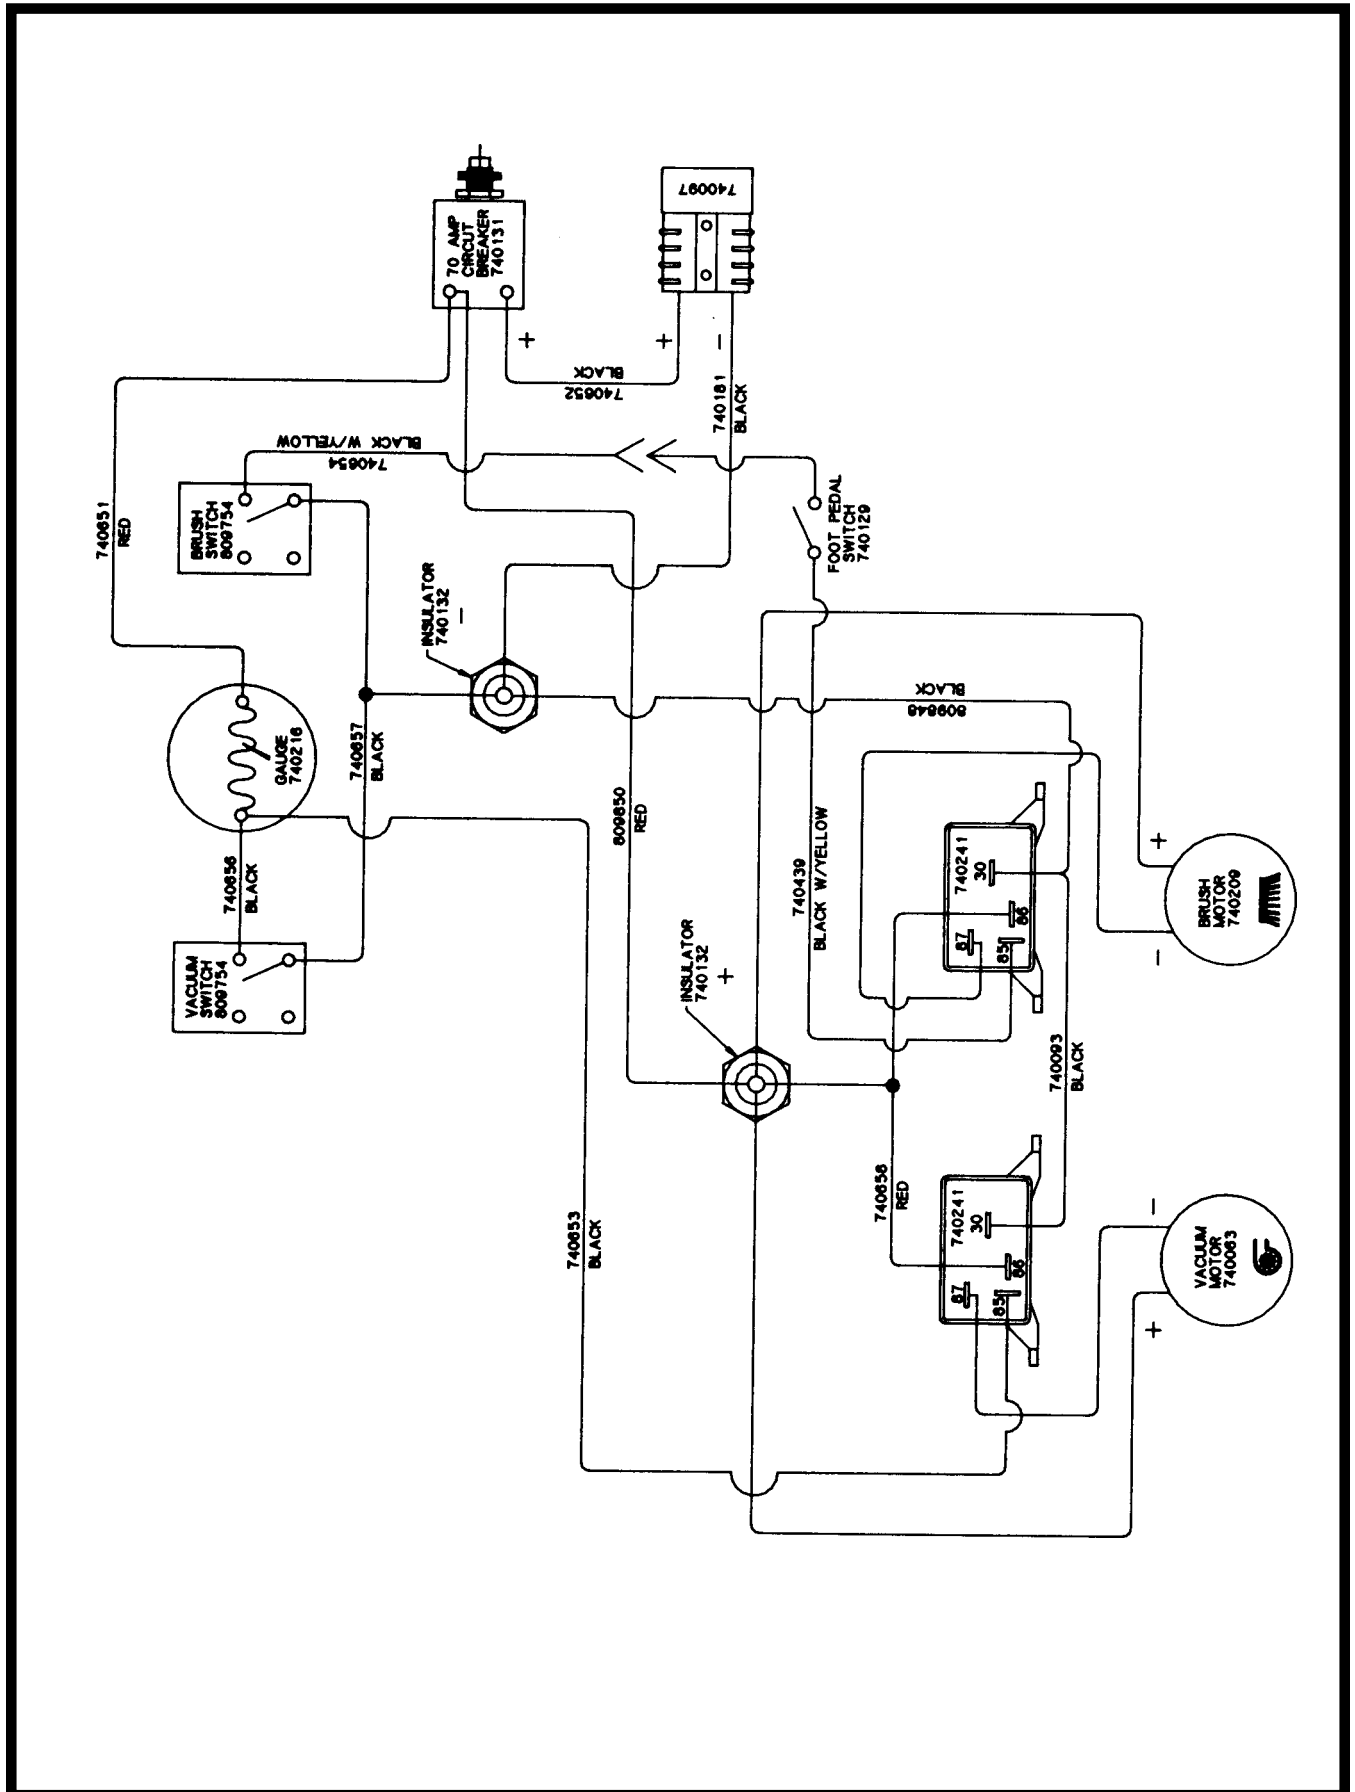 70 AMP
CIRCUT
BREAKER
740131
740097
+
+
-
BLACK
740652
740181
BLACK
740651
RED
BLACK W/YELLOW
740654
BRUSH
SWITCH
809754
FOOT PEDAL
SWITCH
740129
INSULATOR
740132
-
GAUGE
740216
740657
BLACK
BLACK
809848
809850
RED
740656
BLACK
740439
BLACK W/YELLOW
VACUUM
SWITCH
809754
INSULATOR
740132
+
740241
30
86
87
85
+
-
BRUSH
MOTOR
740209
740093
BLACK
740658
RED
740653
BLACK
740241
30
86
87
85
-
+
VACUUM
MOTOR
740063